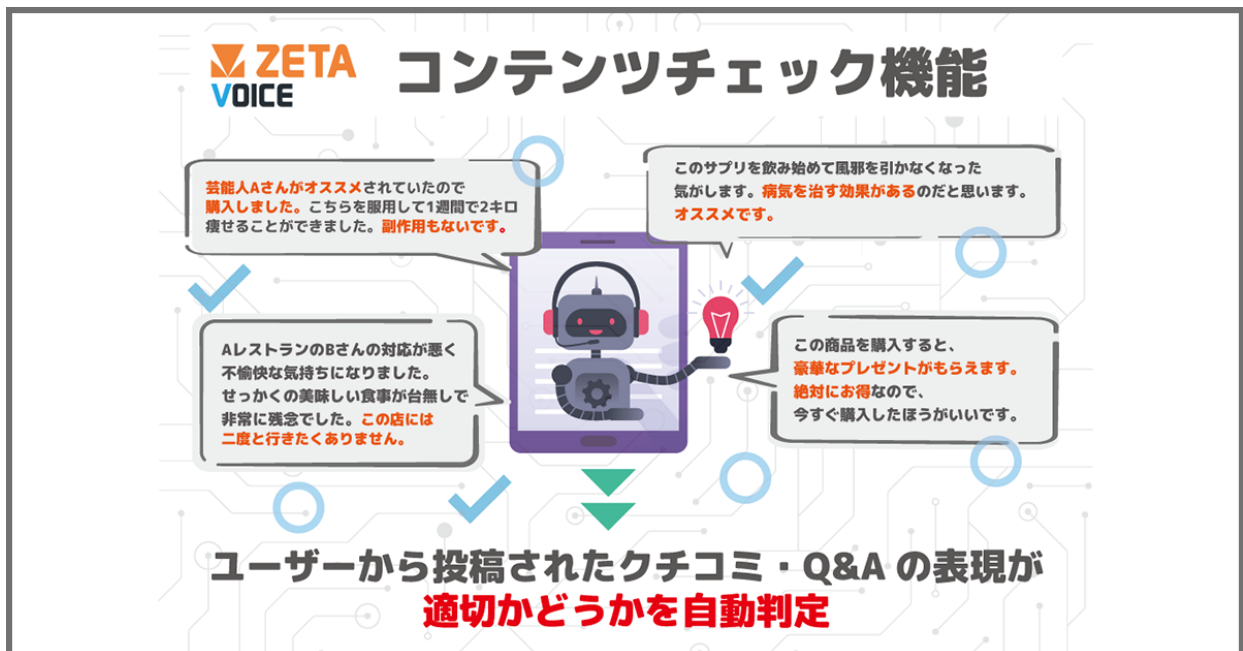 ZETA
VOICE
コンテンツチェック機能
芸能人Aさんがオススメされていたので
購入しました。こちらを服用して1週間で2キロ
痩せることができました。副作用もないです。
このサプリを飲み始めて風邪を引かなくなった
気がします。病気を治す効果があるのだと思います。
オススメです。
AレストランのBさんの対応が悪く
不愉快な気持ちになりました。
せっかくの美味しい食事が台無しで
非常に残念でした。この店には
二度と行きたくありません。
この商品を購入すると、
豪華なプレゼントがもらえます。
絶対にお得なので、
今すぐ購入したほうがいいです。
ユーザーから投稿されたクチコミ・Q&Aの表現が
適切かどうかを自動判定